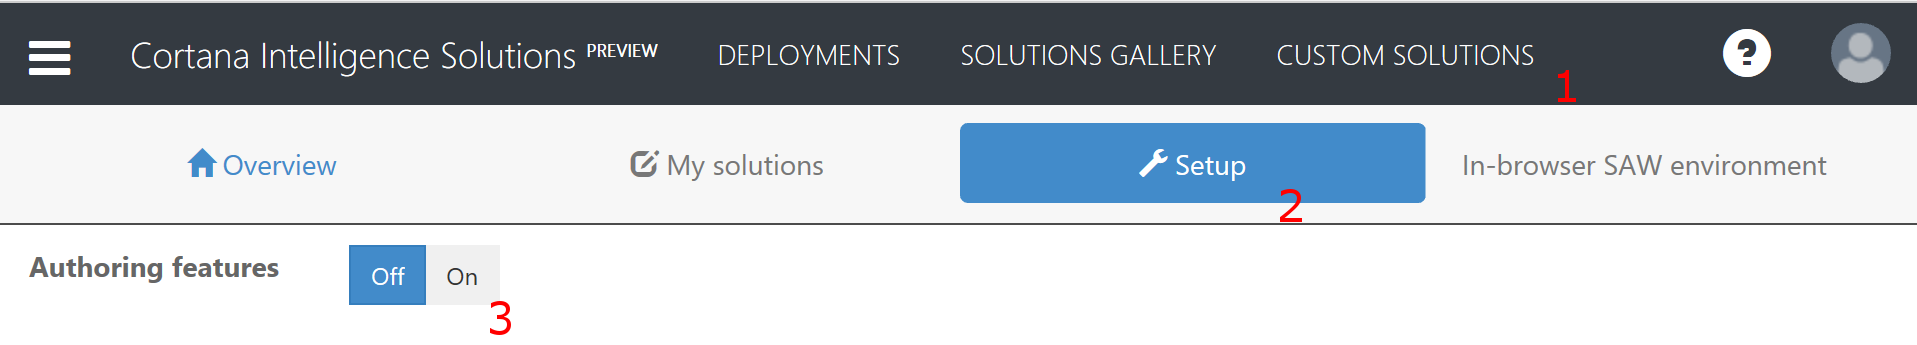 Cortana Intelligence Solutions PREVIEW DEPLOYMENTS SOLUTIONS GALLERY CUSTOM SOLUTIONS ?
1
Overview My solutions Setup In-browser SAW environment
2
Authoring features Off On
3